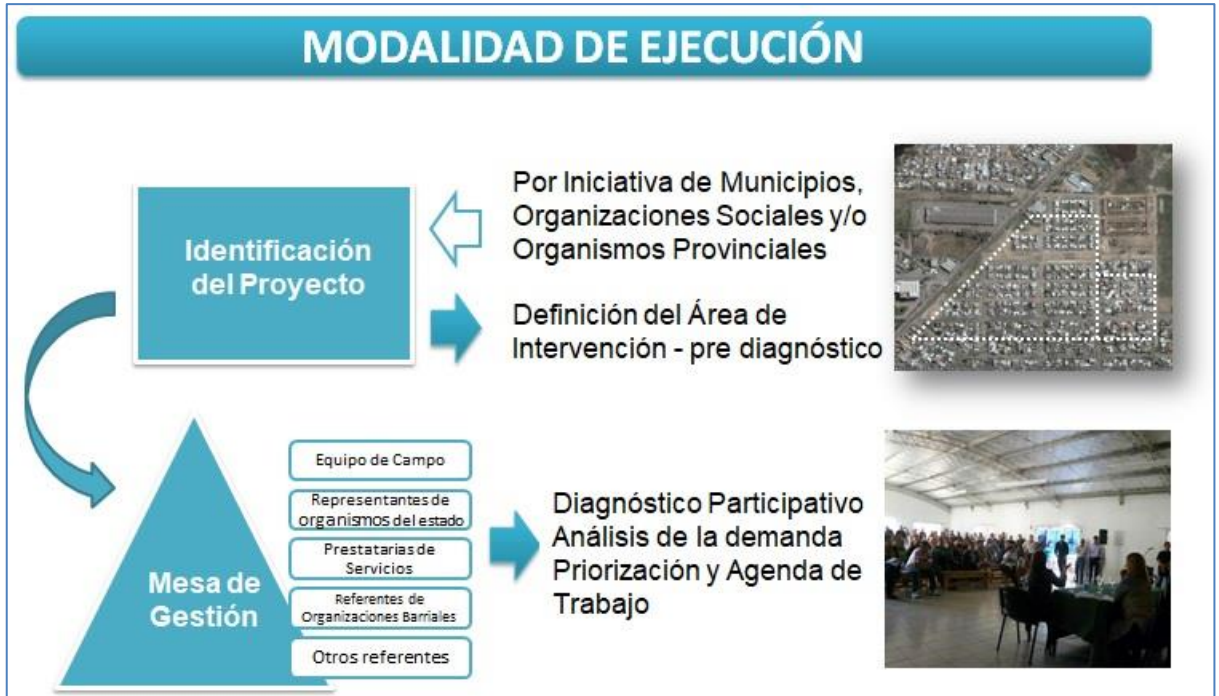 MODALIDAD DE EJECUCIÓN
Identificación
del Proyecto
Por Iniciativa de Municipios,
Organizaciones Sociales y/o
Organismos Provinciales
Definición del Área de
Intervención - pre diagnóstico
Mesa de
Gestión
Equipo de Campo
Representantes de
organismos del estado
Prestatarias de
Servicios
Referentes de
Organizaciones Barriales
Otros referentes
Diagnóstico Participativo
Análisis de la demanda
Priorización y Agenda de
Trabajo